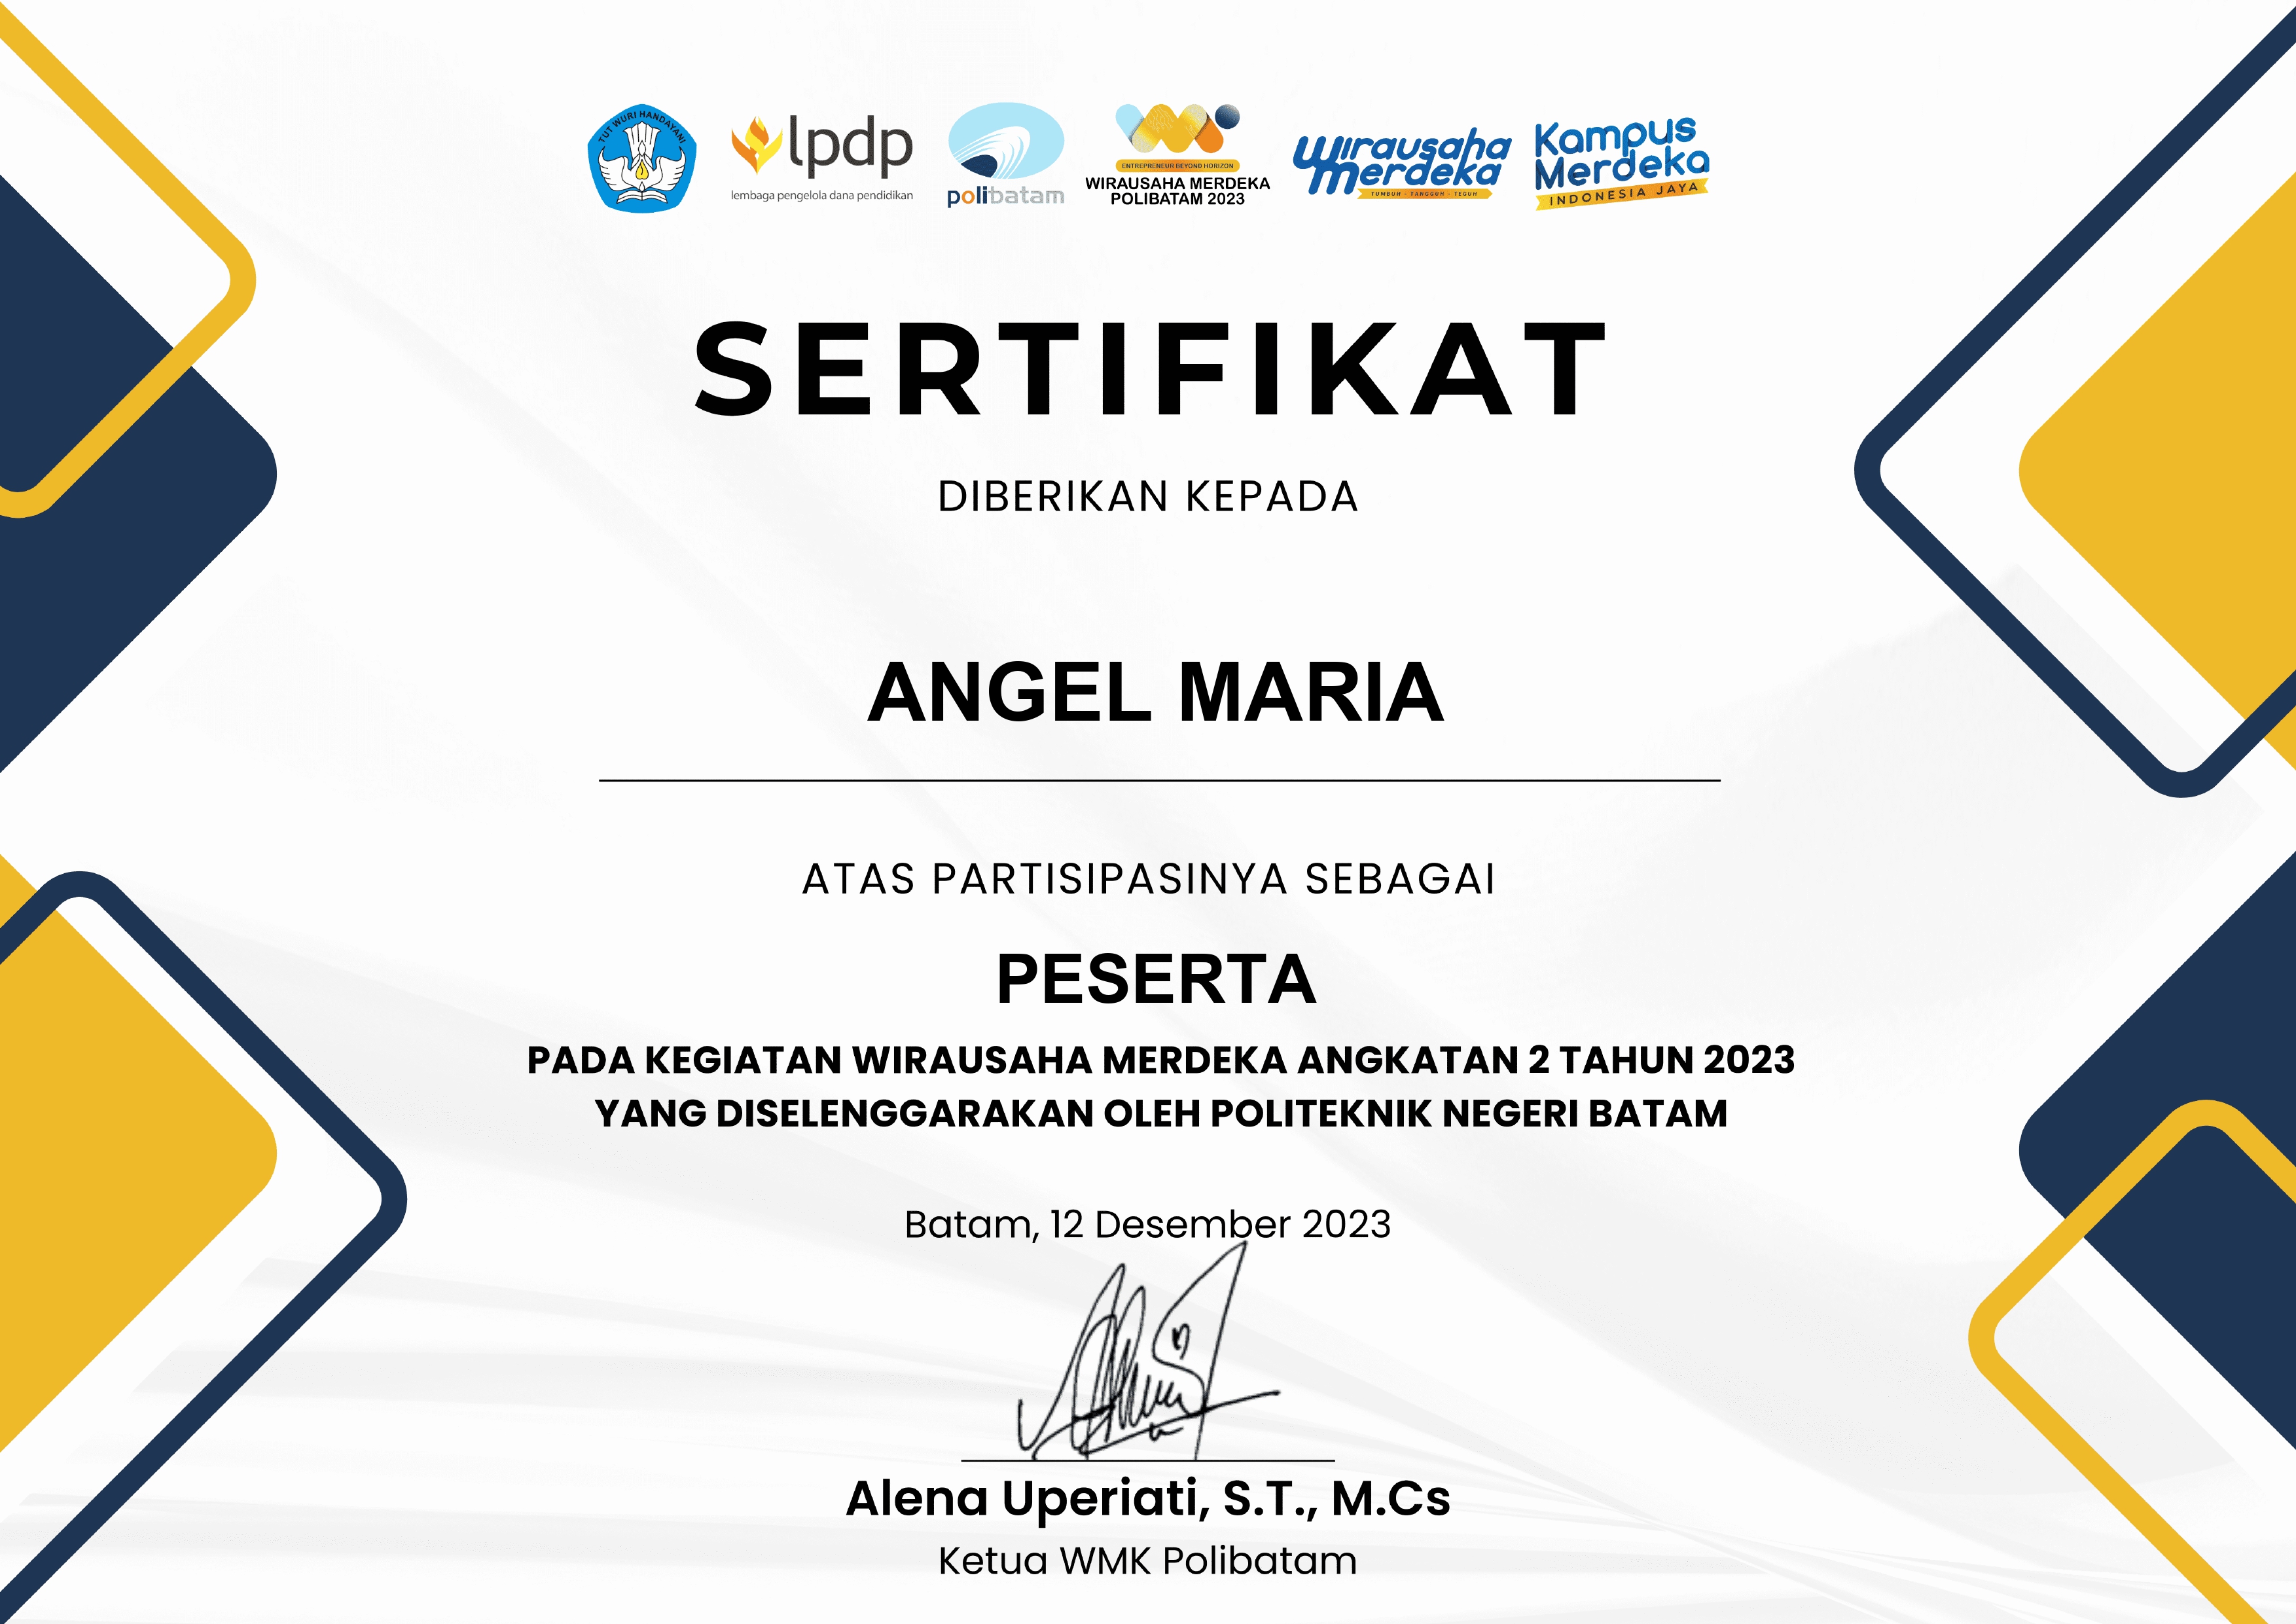 TUT WURI HANDAYANI
lpdp
lembaga pengelola dana pendidikan
polibatam
ENTREPRENEUR BEYOND HORIZON
WIRAUSAHA MERDEKA
POLIBATAM 2023
wirausaha
merdeka
TUMBUH - TANGGUH - TEGUH
Kampus
Merdeka
INDONESIA JAYA
SERTIFIKAT
DIBERIKAN KEPADA
ANGEL MARIA
ATAS PARTISIPASINYA SEBAGAI
PESERTA
PADA KEGIATAN WIRAUSAHA MERDEKA ANGKATAN 2 TAHUN 2023
YANG DISELENGGARAKAN OLEH POLITEKNIK NEGERI BATAM
Batam, 12 Desember 2023
Alena Uperiati, S.T., M.Cs
Ketua WMK Polibatam